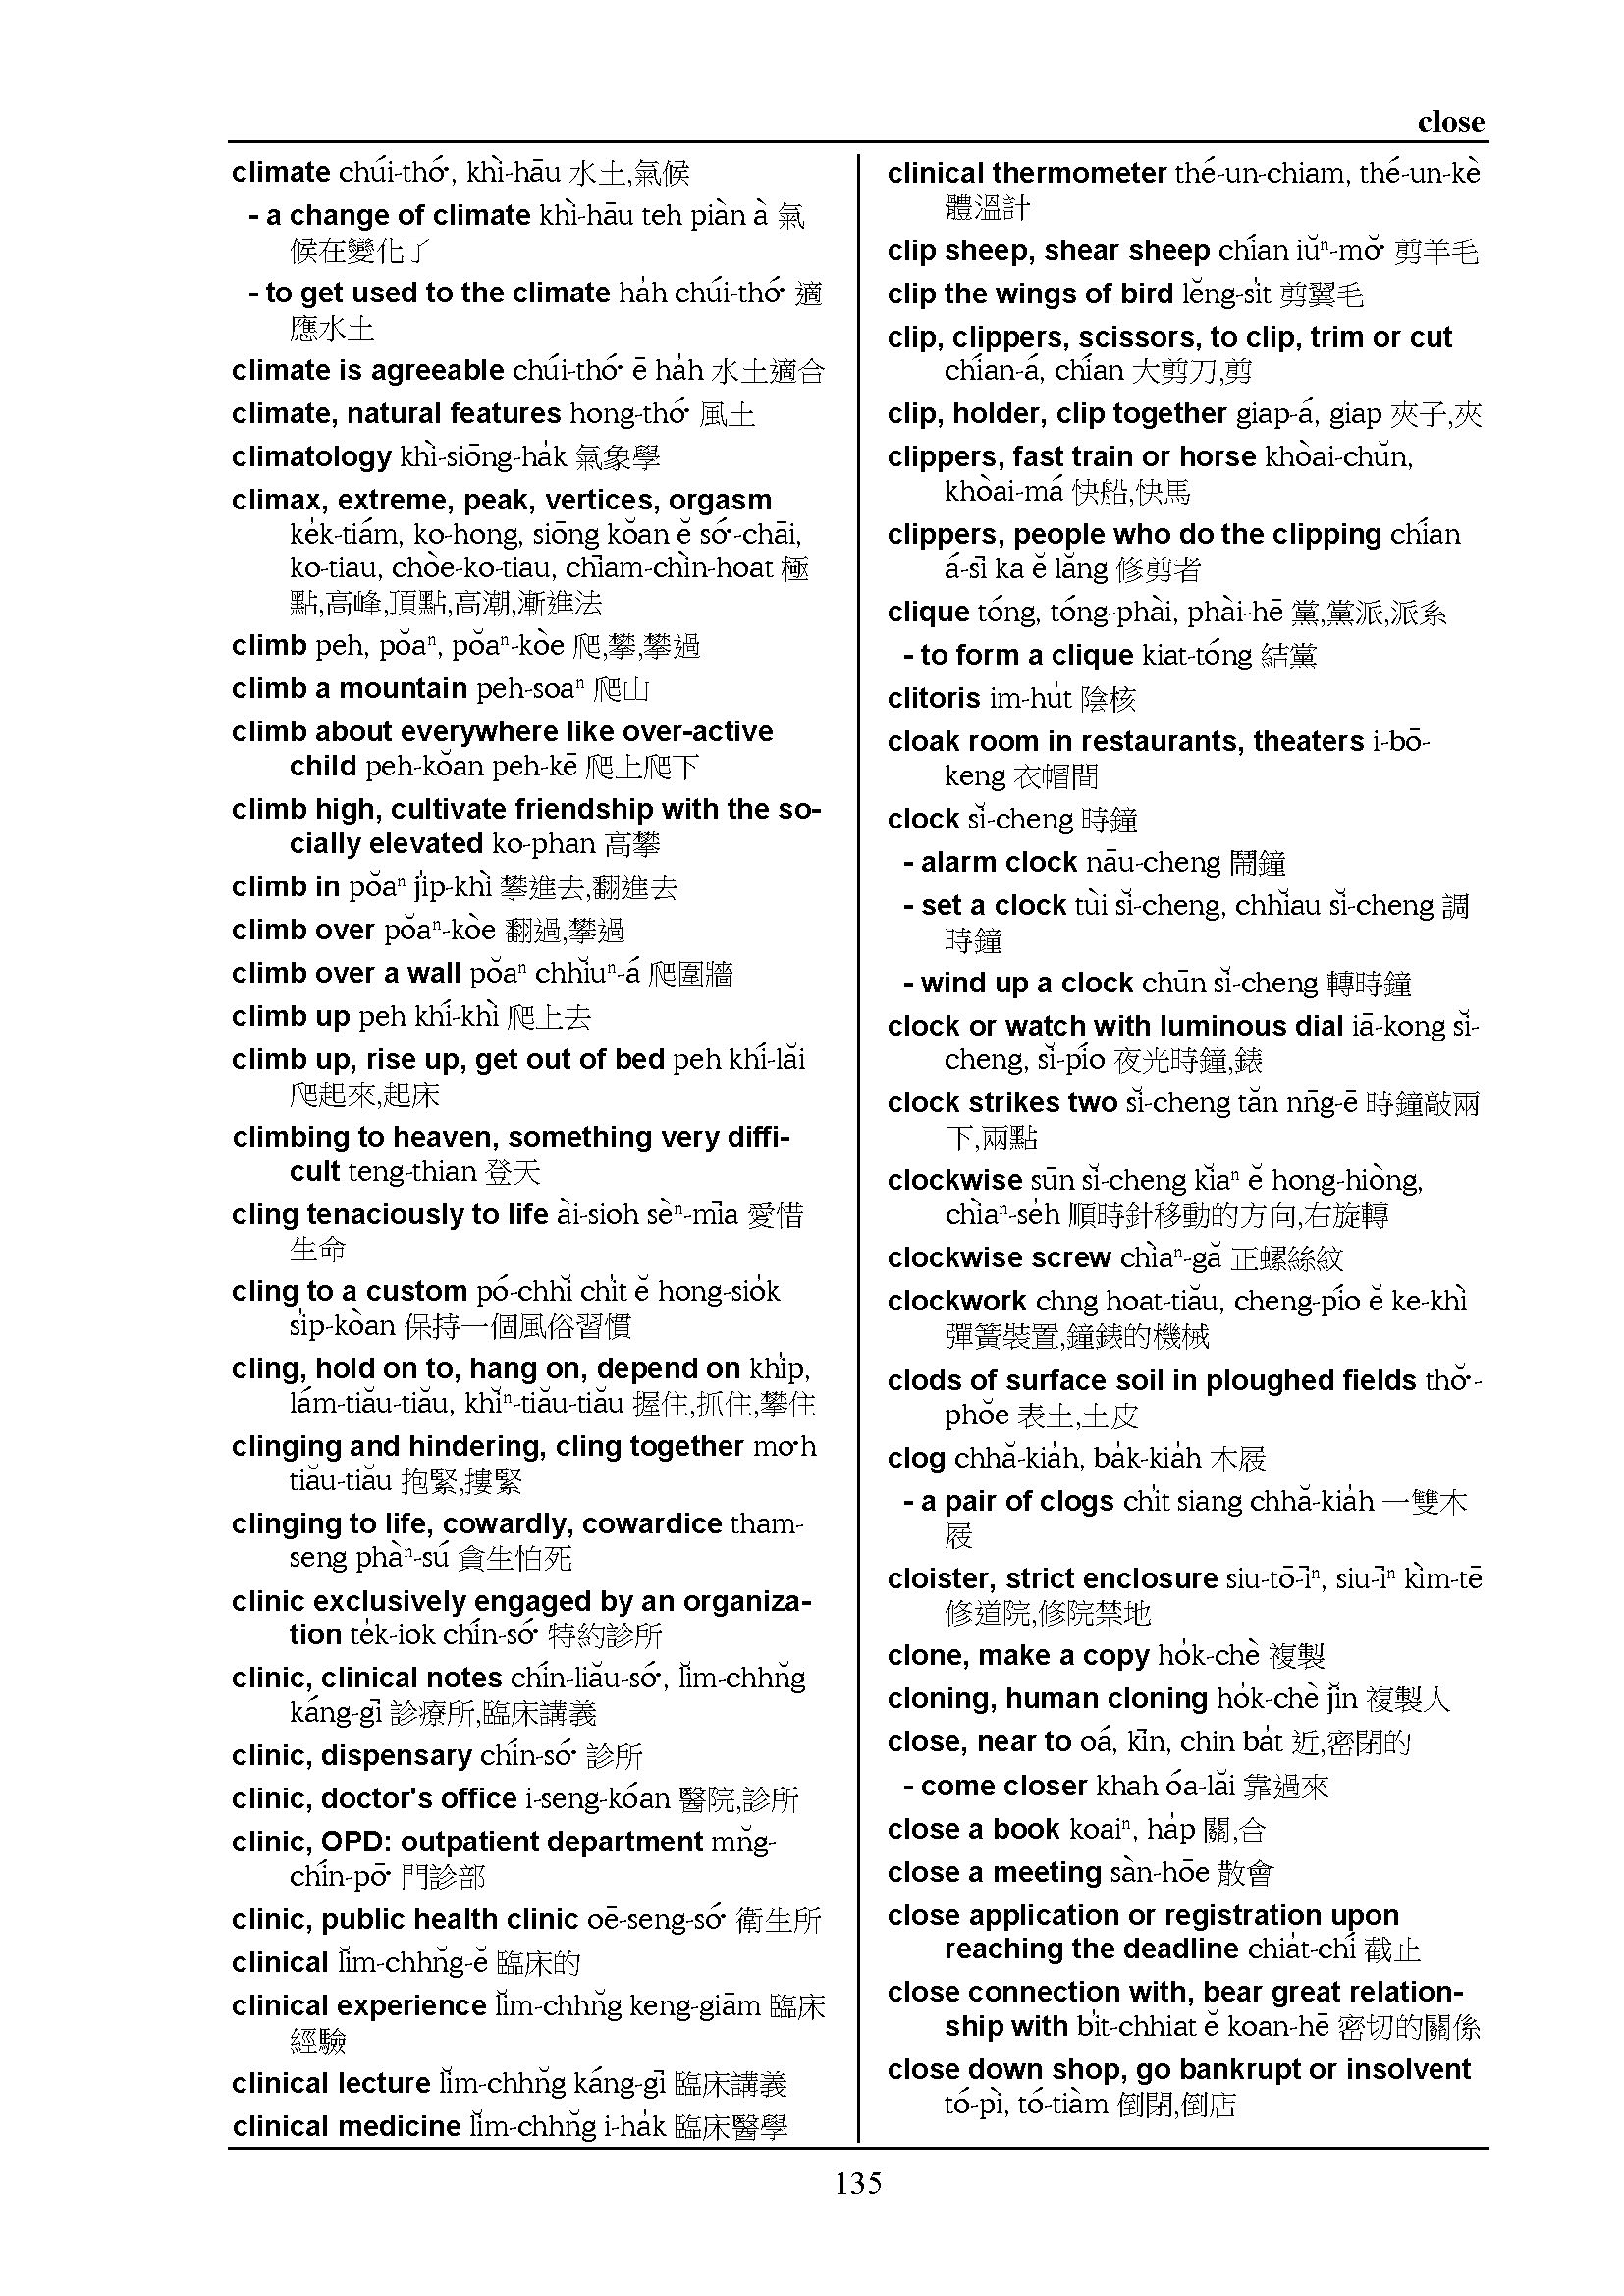 close
climate chúi-thó͘, khì-hāu 水土,氣候
- a change of climate khì-hāu teh piàn à 氣
候在變化了
- to get used to the climate ha̍h chúi-thó͘ 適
應水土
climate is agreeable chúi-thó͘ ē ha̍h 水土適合
climate, natural features hong-thó͘ 風土
climatology khì-siōng-ha̍k 氣象學
climax, extreme, peak, vertices, orgasm
ke̍k-tiám, ko-hong, siōng kŏan ĕ só͘-chāi,
ko-tiau, chòe-ko-tiau, chīam-chìn-hoat 極
點,高峰,頂點,高潮,漸進法
climb peh, pŏaⁿ, pŏaⁿ-kòe 爬,攀,攀過
climb a mountain peh-soaⁿ 爬山
climb about everywhere like over-active
child peh-kŏan peh-kē 爬上爬下
climb high, cultivate friendship with the so-
cially elevated ko-phan 高攀
climb in pŏaⁿ ji̍p-khì 攀進去,翻進去
climb over pŏaⁿ-kòe 翻過,攀過
climb over a wall pŏaⁿ chhĭuⁿ-á 爬圍牆
climb up peh khí-khì 爬上去
climb up, rise up, get out of bed peh khí-lăi
爬起來,起床
climbing to heaven, something very diffi-
cult teng-thian 登天
cling tenaciously to life ài-sioh sèⁿ-mīa 愛惜
生命
cling to a custom pó-chhĭ chi̍t ĕ hong-sio̍k
si̍p-kòan 保持一個風俗習慣
cling, hold on to, hang on, depend on khi̍p,
lám-tiău-tiău, khĭⁿ-tiău-tiău 握住,抓住,攀住
clinging and hindering, cling together mo͘h
tiău-tiău 抱緊,摟緊
clinging to life, cowardly, cowardice tham-
seng phàⁿ-sú 貪生怕死
clinic exclusively engaged by an organiza-
tion te̍k-iok chín-só͘ 特約診所
clinic, clinical notes chín-liău-só͘, lĭm-chhn̆g
káng-gī 診療所,臨床講義
clinic, dispensary chín-só͘ 診所
clinic, doctor's office i-seng-kóan 醫院,診所
clinic, OPD: outpatient department mn̆g-
chín-pō͘ 門診部
clinic, public health clinic oē-seng-só͘ 衛生所
clinical lĭm-chhn̆g-ĕ 臨床的
clinical experience lĭm-chhn̆g keng-giām 臨床
經驗
clinical lecture lĭm-chhn̆g káng-gī 臨床講義
clinical medicine lĭm-chhn̆g i-ha̍k 臨床醫學
clinical thermometer thé-un-chiam, thé-un-kè
體溫計
clip sheep, shear sheep chían iŭⁿ-mŏ͘ 剪羊毛
clip the wings of bird lĕng-si̍t 剪翼毛
clip, clippers, scissors, to clip, trim or cut
chían-á, chían 大剪刀,剪
clip, holder, clip together giap-á, giap 夾子,夾
clippers, fast train or horse khòai-chŭn,
khòai-má 快船,快馬
clippers, people who do the clipping chían
á-sī ka ĕ lăng 修剪者
clique tóng, tóng-phài, phài-hē 黨,黨派,派系
- to form a clique kiat-tóng 結黨
clitoris im-hu̍t 陰核
cloak room in restaurants, theaters i-bō-
keng 衣帽間
clock sĭ-cheng 時鐘
- alarm clock nāu-cheng 鬧鐘
- set a clock tùi sĭ-cheng, chhĭau sĭ-cheng 調
時鐘
- wind up a clock chūn sĭ-cheng 轉時鐘
clock or watch with luminous dial iā-kong sĭ-
cheng, sĭ-pío 夜光時鐘,錶
clock strikes two sĭ-cheng tăn nn̄g-ē 時鐘敲兩
下,兩點
clockwise sūn sĭ-cheng kĭaⁿ ĕ hong-hiòng,
chìaⁿ-se̍h 順時針移動的方向,右旋轉
clockwise screw chìaⁿ-gă 正螺絲紋
clockwork chng hoat-tiău, cheng-pío ĕ ke-khì
彈簧裝置,鐘錶的機械
clods of surface soil in ploughed fields thŏ͘-
phŏe 表土,土皮
clog chhă-kia̍h, ba̍k-kia̍h 木屐
- a pair of clogs chi̍t siang chhă-kia̍h 一雙木
屐
cloister, strict enclosure siu-tō-īⁿ, siu-īⁿ kìm-tē
修道院,修院禁地
clone, make a copy ho̍k-chè 複製
cloning, human cloning ho̍k-chè jĭn 複製人
close, near to oá, kīn, chin ba̍t 近,密閉的
- come closer khah óa-lăi 靠過來
close a book koaiⁿ, ha̍p 關,合
close a meeting sàn-hōe 散會
close application or registration upon
reaching the deadline chia̍t-chí 截止
close connection with, bear great relation-
ship with bi̍t-chhiat ĕ koan-hē 密切的關係
close down shop, go bankrupt or insolvent
tó-pì, tó-tiàm 倒閉,倒店
135